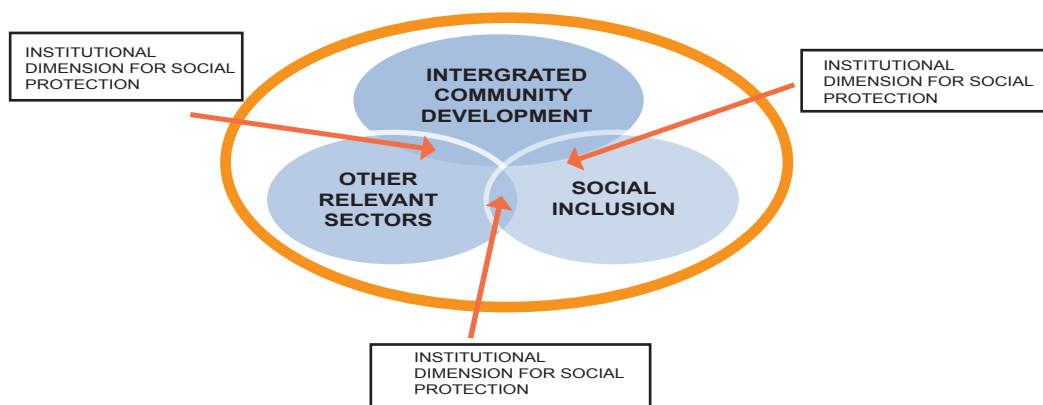 INSTITUTIONAL
DIMENSION FOR SOCIAL
PROTECTION
INTERGRATED
COMMUNITY
DEVELOPMENT
INSTITUTIONAL
DIMENSION FOR SOCIAL
PROTECTION
OTHER
RELEVANT
SECTORS
SOCIAL
INCLUSION
INSTITUTIONAL
DIMENSION FOR SOCIAL
PROTECTION